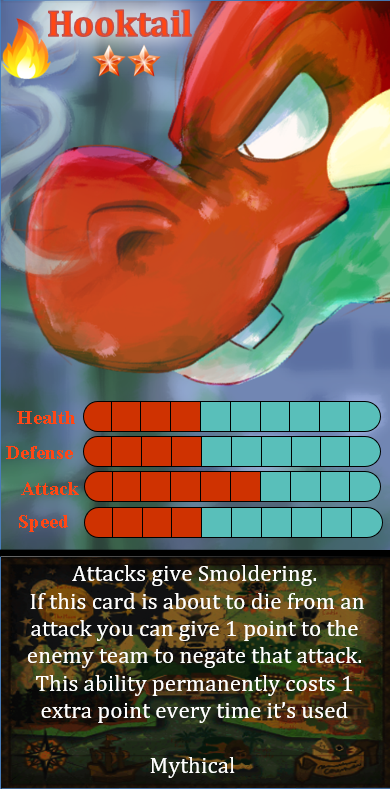 Hooktail
Health
Defense
Attack
Speed
Attacks give Smoldering.
If this card is about to die from an
attack you can give 1 point to the
enemy team to negate that attack.
This ability permanently costs 1
extra point every time it's used
Mythical